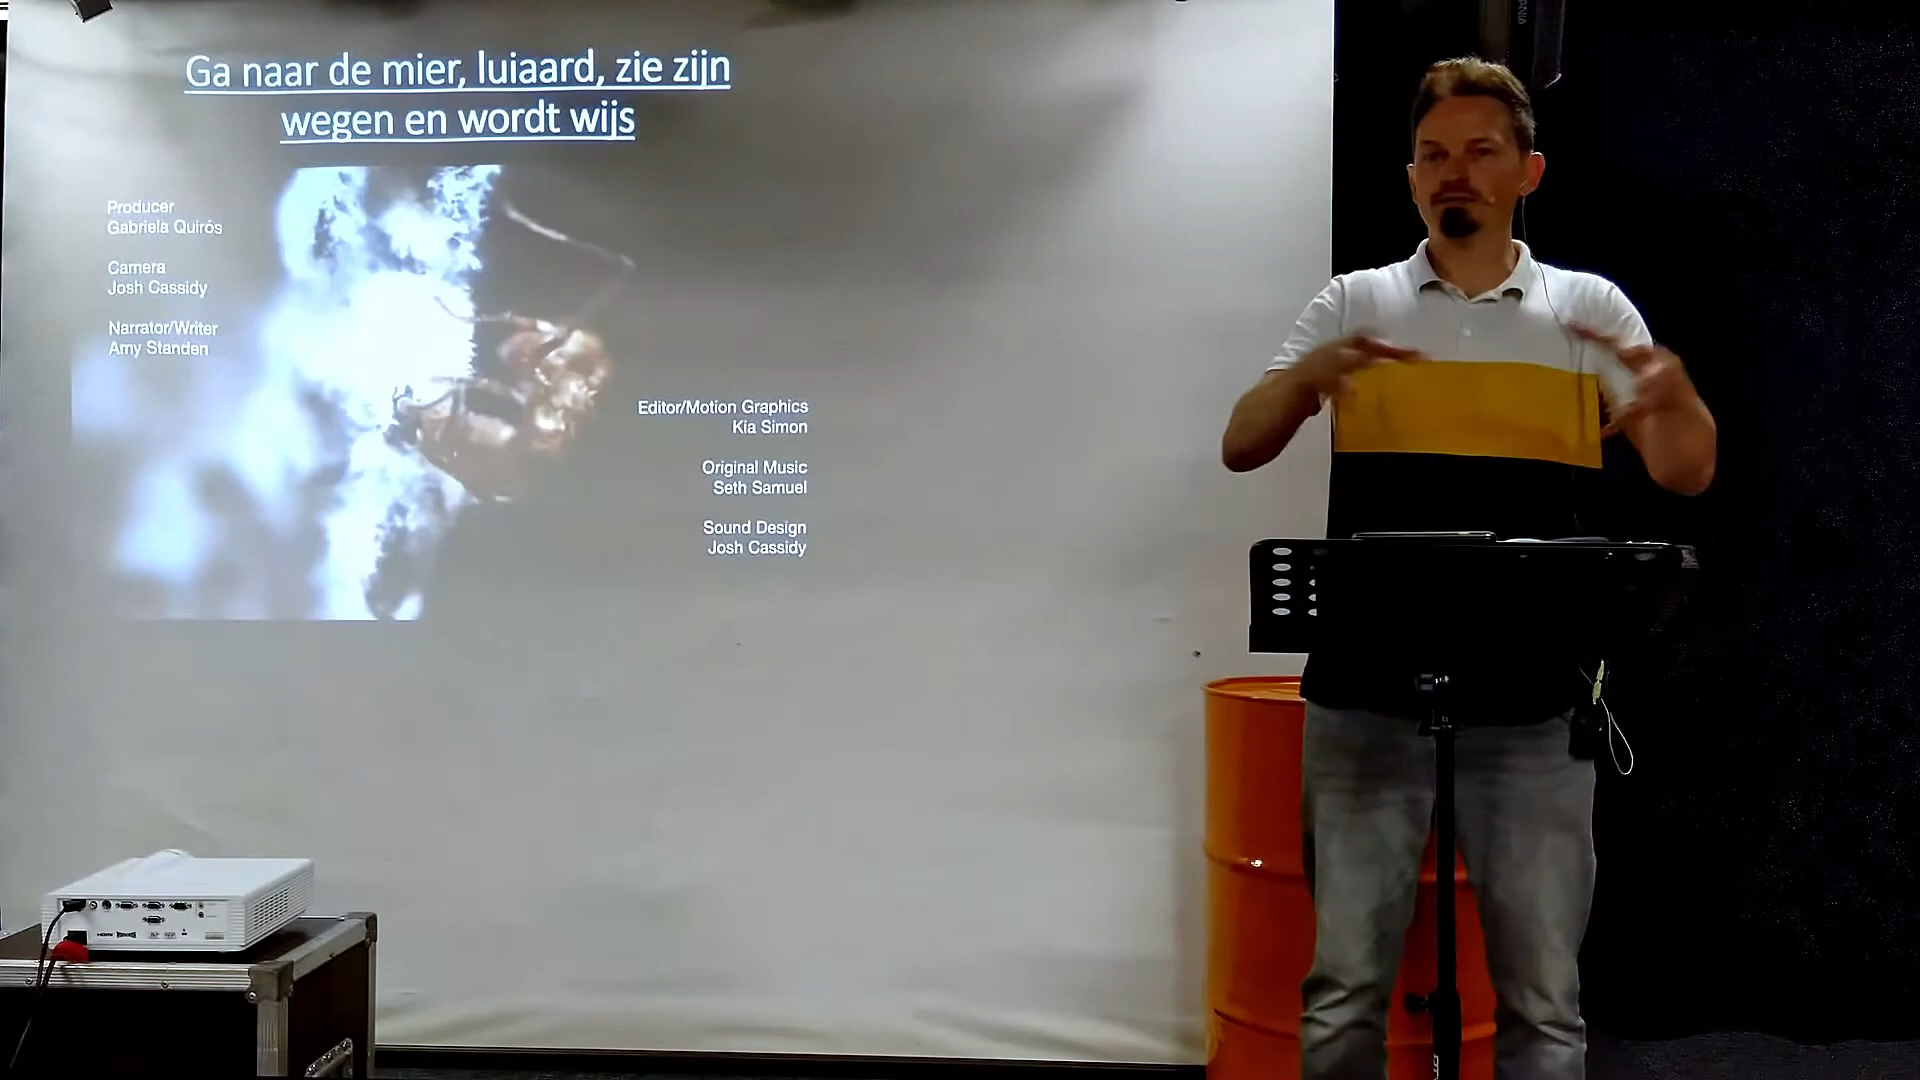 Ga naar de mier, luiaard, zie zijn
wegen en wordt wijs
Producer
Gabriela Quirós
Camera
Josh Cassidy
Narrator/Writer
Amy Standen
Editor/Motion Graphics
Kia Simon
Original Music
Seth Samuel
Sound Design
Josh Cassidy